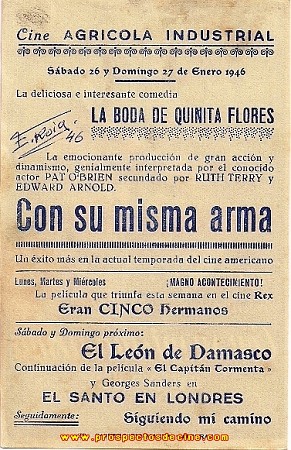 Cine AGRICOLA INDUSTRIAL
Sábado 26 y Domingo 27 de Enero 1946
La deliciosa e interesante comedia
LA BODA DE QUINITA FLORES
46
La emocionante producción de gran acción y
dinamismo, genialmente interpretada por el conocido
actor PAT O'BRIEN secundado por RUTH TERRY y
EDWARD ARNOLD.
Con su misma arma
Un éxito más en la actual temporada del cine americano
Lunes, Martes y Miércoles ¡MAGNO ACONTECIMIENTO!
La película que triunfa esta semana en el cine Rex
Eran CINCO Hermanos
Sábado y Domingo próximo:
El León de Damasco
Continuación de la película « El Capitán Tormenta »
y Georges Sanders en
EL SANTO EN LONDRES
Seguidamente: Siguiendo mi camino
www.prospectosdecine.com